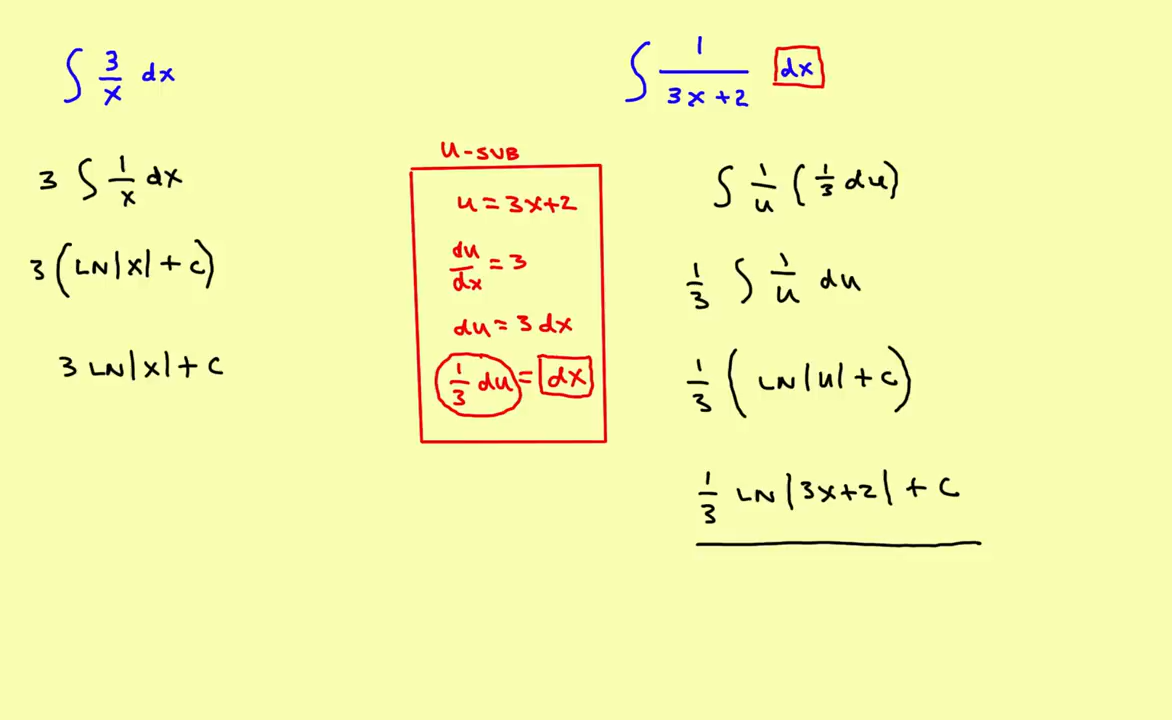 ∫ 3/x dx
3 ∫ 1/x dx
3 (LN|x| + C)
3 LN|x| + C
U-SUB
u = 3x+2
du/dx = 3
du = 3 dx
1/3 du = dx
∫ 1/(3x+2) dx
∫ 1/u (1/3 du)
1/3 ∫ 1/u du
1/3 (LN|u| + C)
1/3 LN|3x+2| + C